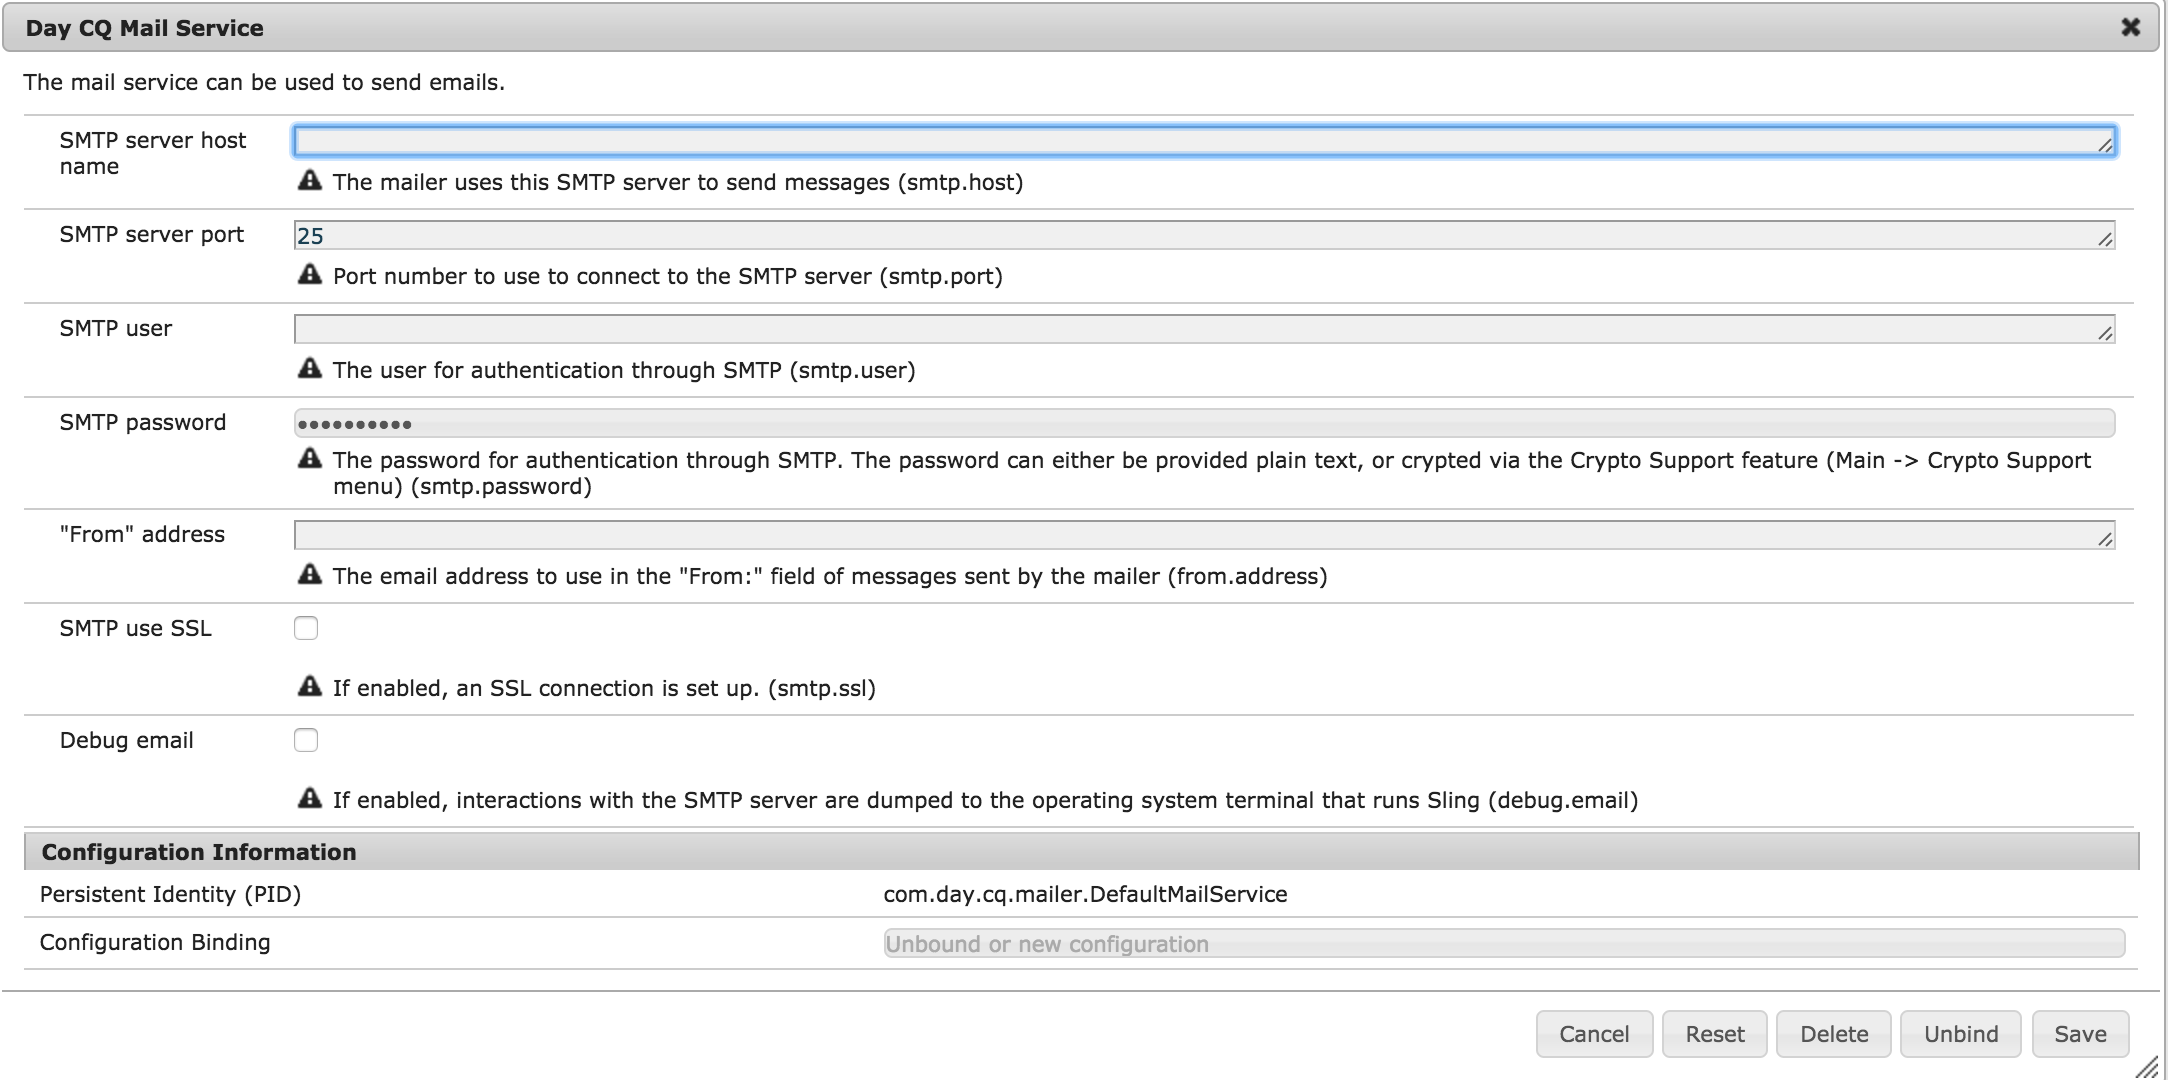 Day CQ Mail Service
The mail service can be used to send emails.
SMTP server host
name
The mailer uses this SMTP server to send messages (smtp.host)
SMTP server port
25
Port number to use to connect to the SMTP server (smtp.port)
SMTP user
The user for authentication through SMTP (smtp.user)
SMTP password
••••••••••
The password for authentication through SMTP. The password can either be provided plain text, or crypted via the Crypto Support feature (Main -> Crypto Support
menu) (smtp.password)
"From" address
The email address to use in the "From:" field of messages sent by the mailer (from.address)
SMTP use SSL
If enabled, an SSL connection is set up. (smtp.ssl)
Debug email
If enabled, interactions with the SMTP server are dumped to the operating system terminal that runs Sling (debug.email)
Configuration Information
Persistent Identity (PID) com.day.cq.mailer.DefaultMailService
Configuration Binding Unbound or new configuration
Cancel Reset Delete Unbind Save